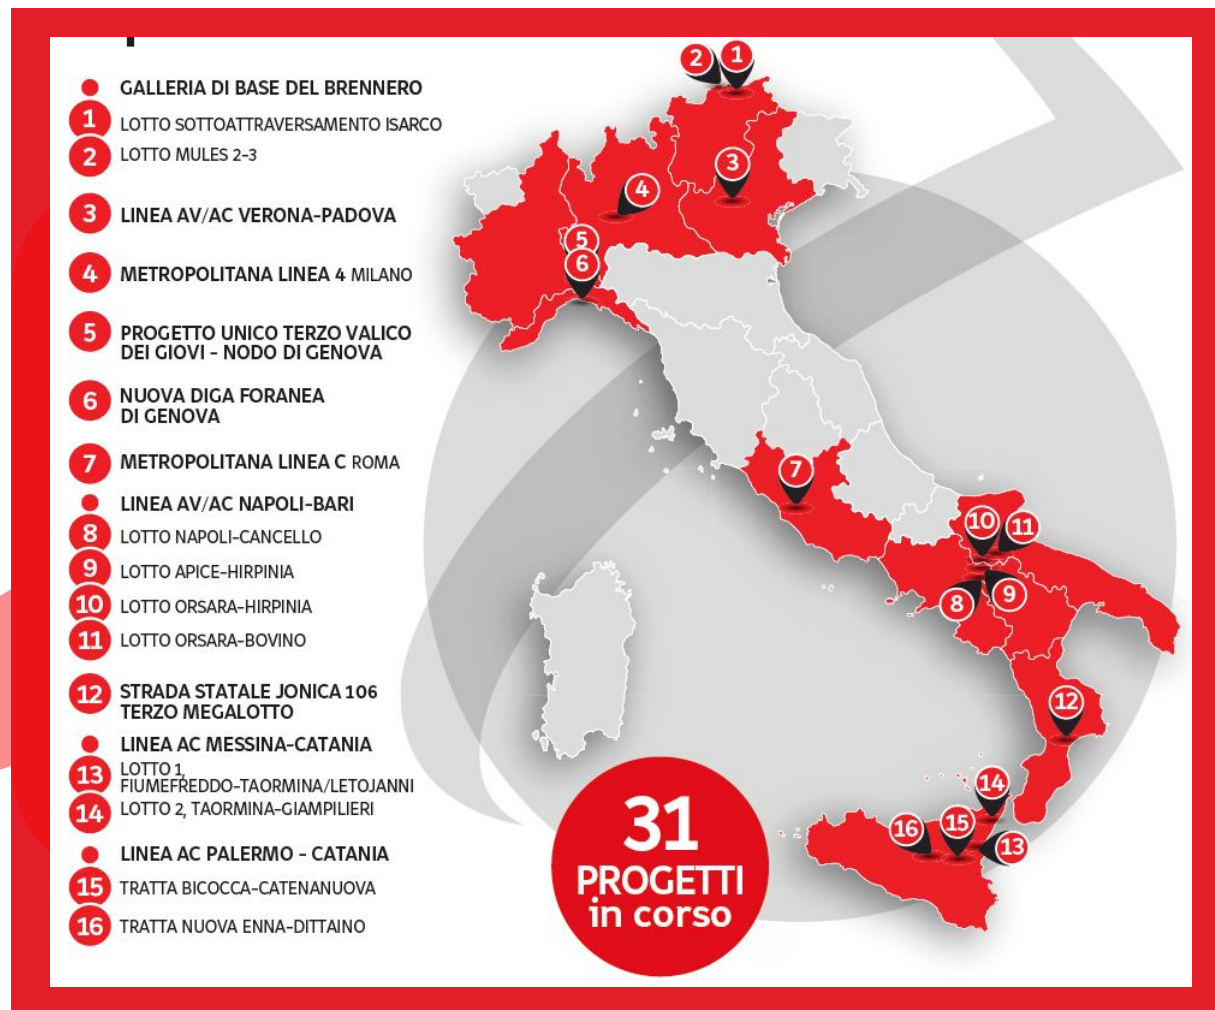 GALLERIA DI BASE DEL BRENNERO
1 LOTTO SOTTOATTRAVERSAMENTO ISARCO
2 LOTTO MULES 2-3
3 LINEA AV/AC VERONA-PADOVA
4 METROPOLITANA LINEA 4 MILANO
5 PROGETTO UNICO TERZO VALICO
DEI GIOVI - NODO DI GENOVA
6 NUOVA DIGA FORANEA
DI GENOVA
7 METROPOLITANA LINEA C ROMA
LINEA AV/AC NAPOLI-BARI
8 LOTTO NAPOLI-CANCELLO
9 LOTTO APICE-HIRPINIA
10 LOTTO ORSARA-HIRPINIA
11 LOTTO ORSARA-BOVINO
12 STRADA STATALE JONICA 106
TERZO MEGALOTTO
LINEA AC MESSINA-CATANIA
13 LOTTO 1,
FIUMEFREDDO-TAORMINA/LETOJANNI
14 LOTTO 2, TAORMINA-GIAMPILIERI
LINEA AC PALERMO - CATANIA
15 TRATTA BICOCCA-CATENANUOVA
16 TRATTA NUOVA ENNA-DITTAINO
2 1
3
4
5
6
7
10 11
8 9
12
14
16 15 13
31
PROGETTI
in corso